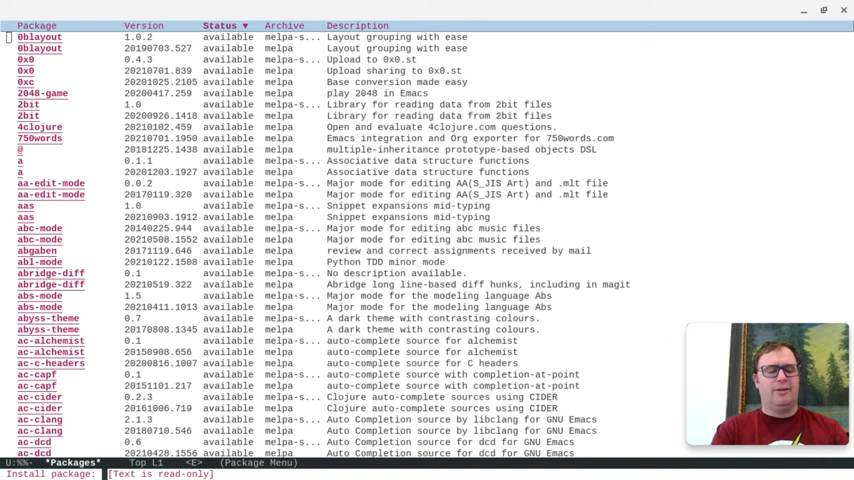 Package Version Status ▼ Archive Description
0blayout 1.0.2 available melpa-s... Layout grouping with ease
0blayout 20190703.527 available melpa Layout grouping with ease
0x0 0.4.3 available melpa-s... Upload to 0x0.st
0x0 20210701.839 available melpa Upload sharing to 0x0.st
0xc 20201025.2105 available melpa Base conversion made easy
2048-game 20200417.259 available melpa play 2048 in Emacs
2bit 1.0 available melpa-s... Library for reading data from 2bit files
2bit 20200926.1418 available melpa Library for reading data from 2bit files
4clojure 20210102.459 available melpa Open and evaluate 4clojure.com questions.
750words 20210701.1950 available melpa Emacs integration and Org exporter for 750words.com
@ 20181225.1438 available melpa multiple-inheritance prototype-based objects DSL
a 0.1.1 available melpa-s... Associative data structure functions
a 20201203.1927 available melpa Associative data structure functions
aa-edit-mode 0.0.2 available melpa-s... Major mode for editing AA(S_JIS Art) and .mlt file
aa-edit-mode 20170119.320 available melpa Major mode for editing AA(S_JIS Art) and .mlt file
aas 1.0 available melpa-s... Snippet expansions mid-typing
aas 20210903.1912 available melpa Snippet expansions mid-typing
abc-mode 20140225.944 available melpa-s... Major mode for editing abc music files
abc-mode 20210508.1552 available melpa Major mode for editing abc music files
abgaben 20171119.646 available melpa review and correct assignments received by mail
abl-mode 20210122.1508 available melpa Python TDD minor mode
abridge-diff 0.1 available melpa-s... No description available.
abridge-diff 20210519.322 available melpa Abridge long line-based diff hunks, including in magit
abs-mode 1.5 available melpa-s... Major mode for the modeling language Abs
abs-mode 20210411.1013 available melpa Major mode for the modeling language Abs
abyss-theme 0.7 available melpa-s... A dark theme with contrasting colours.
abyss-theme 20170808.1345 available melpa A dark theme with contrasting colours.
ac-alchemist 0.1 available melpa-s... auto-complete source for alchemist
ac-alchemist 20150908.656 available melpa auto-complete source for alchemist
ac-c-headers 20200816.1007 available melpa auto-complete source for C headers
ac-capf 0.1 available melpa-s... auto-complete source with completion-at-point
ac-capf 20151101.217 available melpa auto-complete source with completion-at-point
ac-cider 0.2.3 available melpa-s... Clojure auto-complete sources using CIDER
ac-cider 20161006.719 available melpa Clojure auto-complete sources using CIDER
ac-clang 2.1.3 available melpa-s... Auto Completion source by libclang for GNU Emacs
ac-clang 20180710.546 available melpa Auto Completion source by libclang for GNU Emacs
ac-dcd 0.6 available melpa-s... Auto Completion source for dcd for GNU Emacs
ac-dcd 20210428.1556 available melpa Auto Completion source for dcd for GNU Emacs
U:%%- *Packages* Top L1 <E> (Package Menu)
Install package: [Text is read-only]